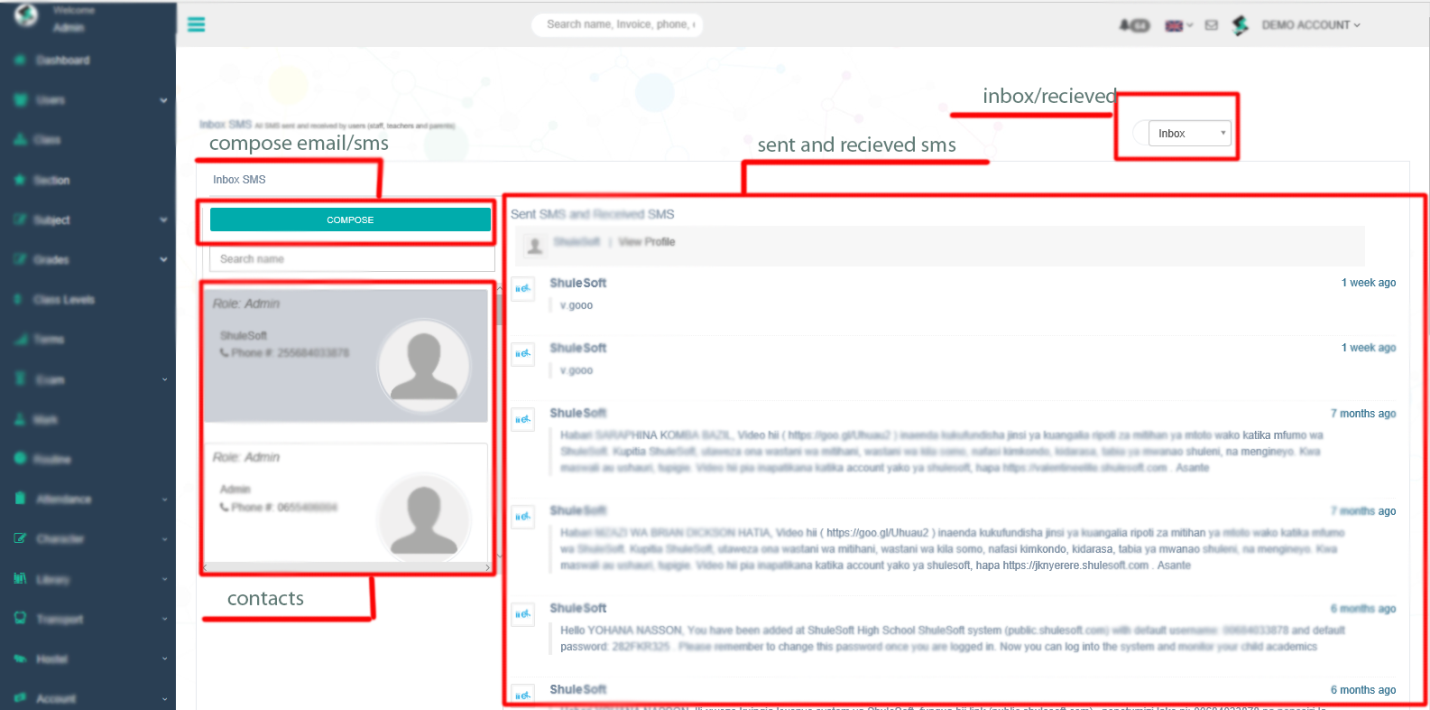 Welcome
Admin
Search name, Invoice, phone,
DEMO ACCOUNT
Dashboard
Users
Class
Section
Subject
Grades
Class Levels
Terms
Exam
Mark
Routine
Attendance
Character
Library
Transport
Hostel
Account
inbox/recieved
Inbox
Inbox SMS All SMS sent and received by users (staff, teachers and parents)
compose email/sms
sent and recieved sms
Inbox SMS
COMPOSE
Search name
Role: Admin
ShuleSoft
Phone #: 255684033878
Role: Admin
Admin
Phone #:
contacts
Sent SMS and Received SMS
ShuleSoft | View Profile
ShuleSoft 1 week ago
v.gooo
ShuleSoft 1 week ago
v.gooo
ShuleSoft 7 months ago
Habari SARAPHINA KOMBA BAZIL, Video hii ( https://goo.gl/Uhuau2 ) inaenda kukufundisha jinsi ya kuangalia ripoti za mitihan ya mtoto wako katika mfumo wa
ShuleSoft. Kupitia ShuleSoft, utaweza ona wastani wa mitihani, wastani wa kila somo, nafasi kimkondo, kidarasa, tabia ya mwanao shuleni, na mengineyo. Kwa
maswali au ushauri, tupigie. Video hii pia inapatikana katika account yako ya shulesoft, hapa shulesoft.com . Asante
ShuleSoft 7 months ago
Habari MZAZI WA BRIAN DICKSON HATIA, Video hii ( https://goo.gl/Uhuau2 ) inaenda kukufundisha jinsi ya kuangalia ripoti za mitihan ya mtoto wako katika mfumo
wa ShuleSoft. Kupitia ShuleSoft, utaweza ona wastani wa mitihani, wastani wa kila somo, nafasi kimkondo, kidarasa, tabia ya mwanao shuleni, na mengineyo. Kwa
maswali au ushauri, tupigie. Video hii pia inapatikana katika account yako ya shulesoft, hapa https://jknyerere.shulesoft.com . Asante
ShuleSoft 6 months ago
Hello YOHANA NASSON, You have been added at ShuleSoft High School ShuleSoft system (public.shulesoft.com) with default username: 00684033878 and default
password: 282FKR325 . Please remember to change this password once you are logged in. Now you can log into the system and monitor your child academics
ShuleSoft 6 months ago